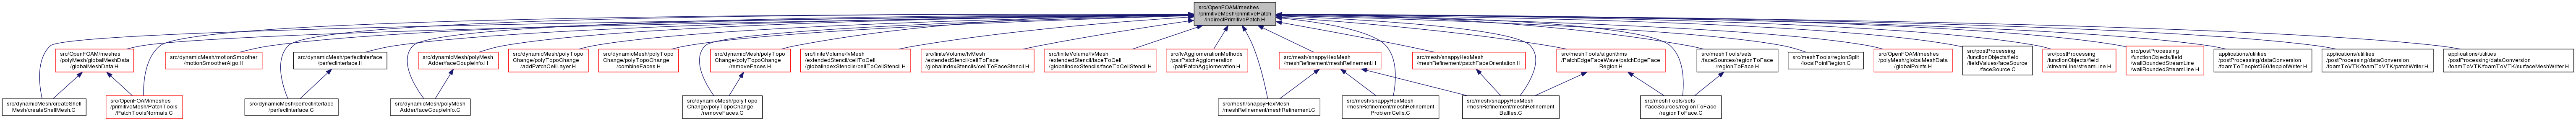 src/OpenFOAM/meshes
/primitiveMesh/primitivePatch
/indirectPrimitivePatch.H
src/OpenFOAM/meshes
/polyMesh/globalMeshData
/globalMeshData.H
src/dynamicMesh/motionSmoother
/motionSmootherAlgo.H
src/dynamicMesh/perfectInterface
/perfectInterface.H
src/dynamicMesh/polyMesh
Adder/faceCoupleInfo.H
src/dynamicMesh/polyTopo
Change/polyTopoChange
/addPatchCellLayer.H
src/dynamicMesh/polyTopo
Change/polyTopoChange
/combineFaces.H
src/dynamicMesh/polyTopo
Change/polyTopoChange
/removeFaces.H
src/finiteVolume/fvMesh
/extendedStencil/cellToCell
/globalIndexStencils/cellToCellStencil.H
src/finiteVolume/fvMesh
/extendedStencil/cellToFace
/globalIndexStencils/cellToFaceStencil.H
src/finiteVolume/fvMesh
/extendedStencil/faceToCell
/globalIndexStencils/faceToCellStencil.H
src/fvAgglomerationMethods
/pairPatchAgglomeration
/pairPatchAgglomeration.H
src/mesh/snappyHexMesh
/meshRefinement/meshRefinement.H
src/mesh/snappyHexMesh
/meshRefinement/patchFaceOrientation.H
src/meshTools/algorithms
/PatchEdgeFaceWave/patchEdgeFace
Region.H
src/meshTools/sets
/faceSources/regionToFace
/regionToFace.H
src/meshTools/regionSplit
/localPointRegion.C
src/OpenFOAM/meshes
/polyMesh/globalMeshData
/globalPoints.H
src/postProcessing
/functionObjects/field
/fieldValues/faceSource
/faceSource.C
src/postProcessing
/functionObjects/field
/streamLine/streamLine.H
src/postProcessing
/functionObjects/field
/wallBoundedStreamLine
/wallBoundedStreamLine.H
applications/utilities
/postProcessing/dataConversion
/foamToTecplot360/tecplotWriter.H
applications/utilities
/postProcessing/dataConversion
/foamToVTK/foamToVTK/patchWriter.H
applications/utilities
/postProcessing/dataConversion
/foamToVTK/foamToVTK/surfaceMeshWriter.H
src/dynamicMesh/createShell
Mesh/createShellMesh.C
src/OpenFOAM/meshes
/primitiveMesh/PatchTools
/PatchToolsNormals.C
src/dynamicMesh/perfectInterface
/perfectInterface.C
src/dynamicMesh/polyMesh
Adder/faceCoupleInfo.C
src/dynamicMesh/polyTopo
Change/polyTopoChange
/removeFaces.C
src/mesh/snappyHexMesh
/meshRefinement/meshRefinement.C
src/mesh/snappyHexMesh
/meshRefinement/meshRefinement
ProblemCells.C
src/mesh/snappyHexMesh
/meshRefinement/meshRefinement
Baffles.C
src/meshTools/sets
/faceSources/regionToFace
/regionToFace.C